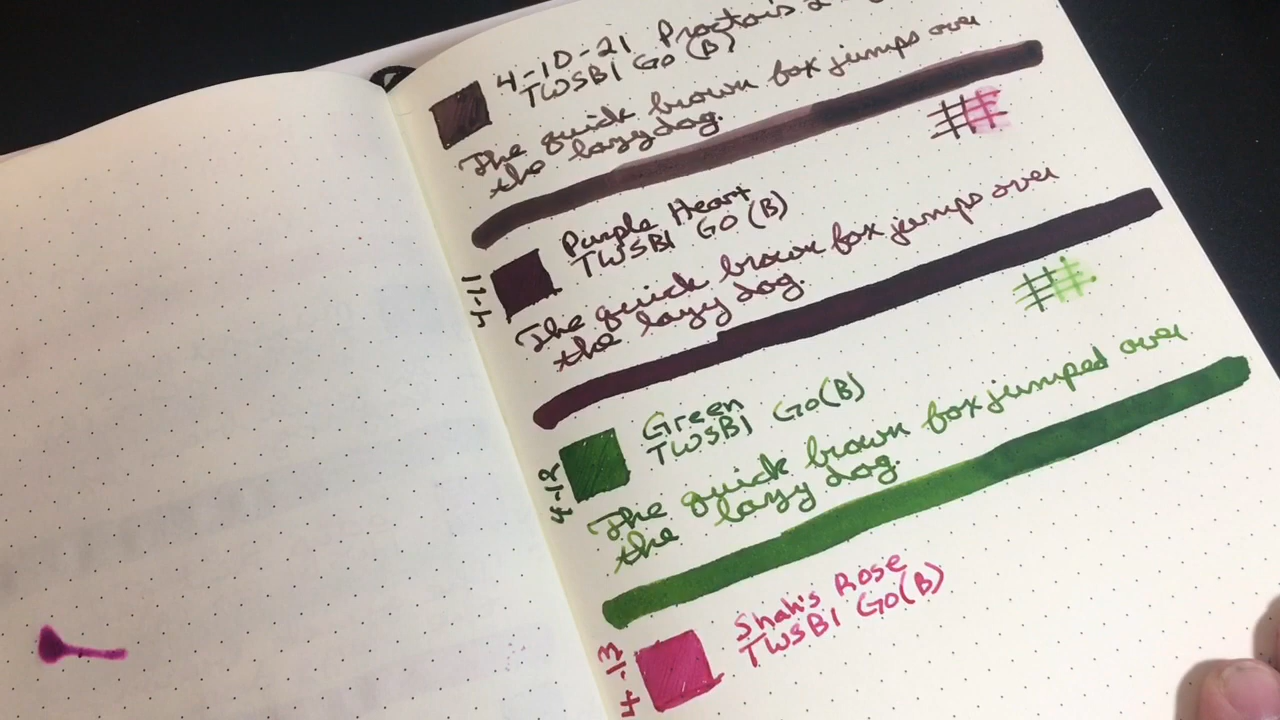 4-10-21 Proctor's
TWSBI GO (B)
The quick brown fox jumps over
the lazy dog.
4-11
Purple Heart
TWSBI GO (B)
The quick brown fox jumps over
the lazy dog.
4-12
Green
TWSBI GO (B)
The quick brown fox jumped over
the lazy dog.
4-13
Shah's Rose
TWSBI GO (B)